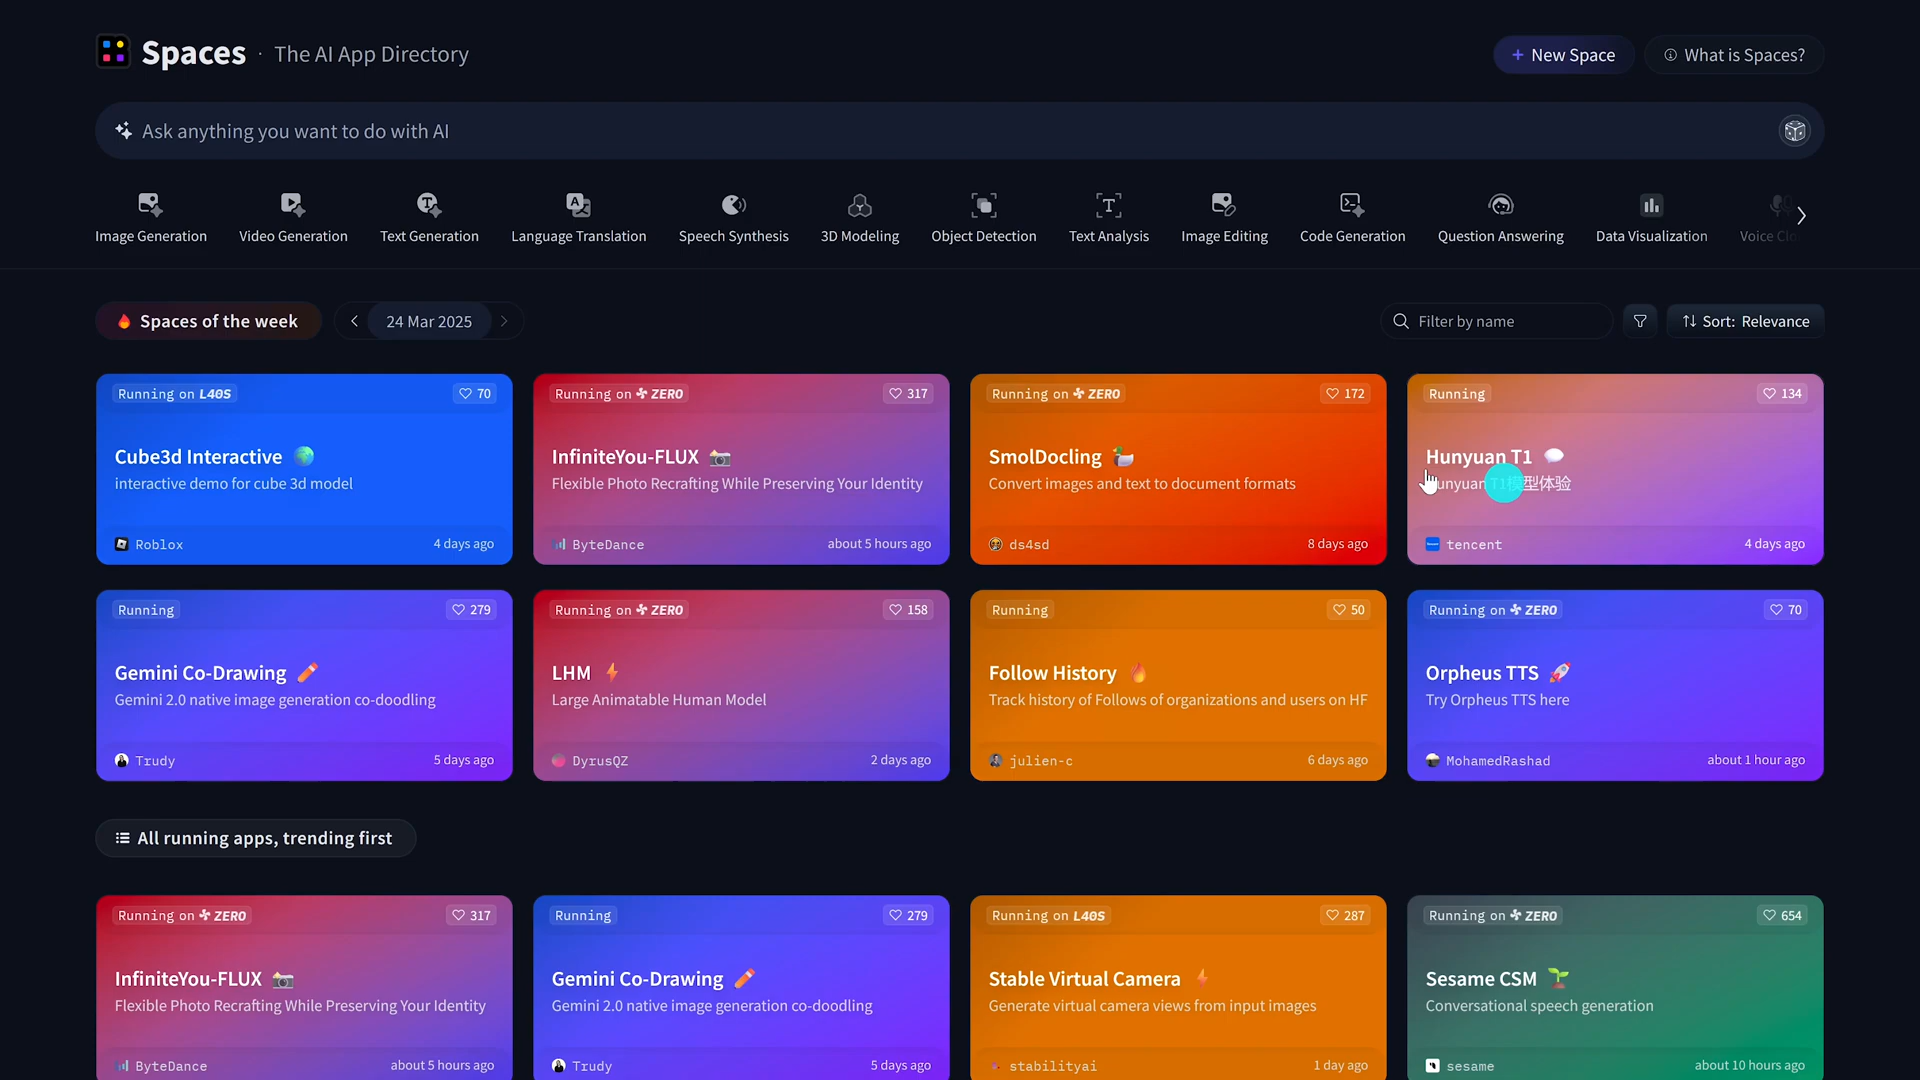 Spaces · The AI App Directory
+ New Space
What is Spaces?
Ask anything you want to do with AI
Image Generation
Video Generation
Text Generation
Language Translation
Speech Synthesis
3D Modeling
Object Detection
Text Analysis
Image Editing
Code Generation
Question Answering
Data Visualization
Voice
Spaces of the week
24 Mar 2025
Filter by name
Sort: Relevance
Running on L40S
70
Cube3d Interactive
interactive demo for cube 3d model
Roblox
4 days ago
Running on ZERO
317
InfiniteYou-FLUX
Flexible Photo Recrafting While Preserving Your Identity
ByteDance
about 5 hours ago
Running on ZERO
172
SmolDocling
Convert images and text to document formats
ds4sd
8 days ago
Running
134
Hunyuan T1
Hunyuan T1模型体验
tencent
4 days ago
Running
279
Gemini Co-Drawing
Gemini 2.0 native image generation co-doodling
Trudy
5 days ago
Running on ZERO
158
LHM
Large Animatable Human Model
DyrusQZ
2 days ago
Running
50
Follow History
Track history of Follows of organizations and users on HF
julien-c
6 days ago
Running on ZERO
70
Orpheus TTS
Try Orpheus TTS here
MohamedRashad
about 1 hour ago
All running apps, trending first
Running on ZERO
317
InfiniteYou-FLUX
Flexible Photo Recrafting While Preserving Your Identity
ByteDance
about 5 hours ago
Running
279
Gemini Co-Drawing
Gemini 2.0 native image generation co-doodling
Trudy
5 days ago
Running on L40S
287
Stable Virtual Camera
Generate virtual camera views from input images
stabilityai
1 day ago
Running on ZERO
654
Sesame CSM
Conversational speech generation
sesame
about 10 hours ago